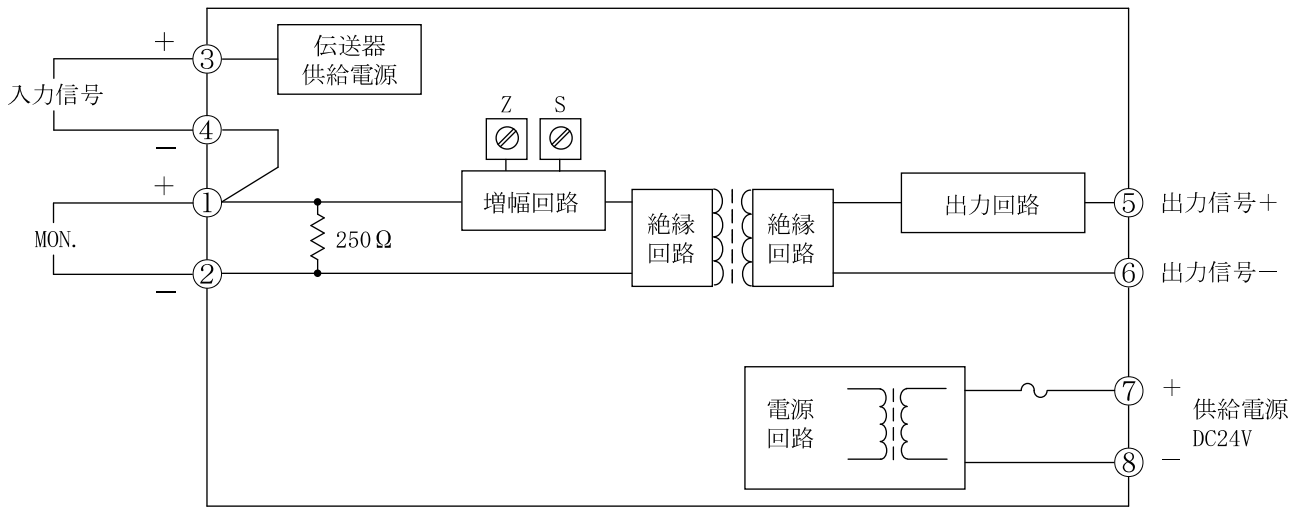 +
③
伝送器
供給電源
入力信号
④
−
Z
S
+
①
増幅回路
MON.
250Ω
②
−
絶縁
回路
絶縁
回路
出力回路
⑤
出力信号+
⑥
出力信号−
電源
回路
⑦
+
供給電源
DC24V
⑧
−